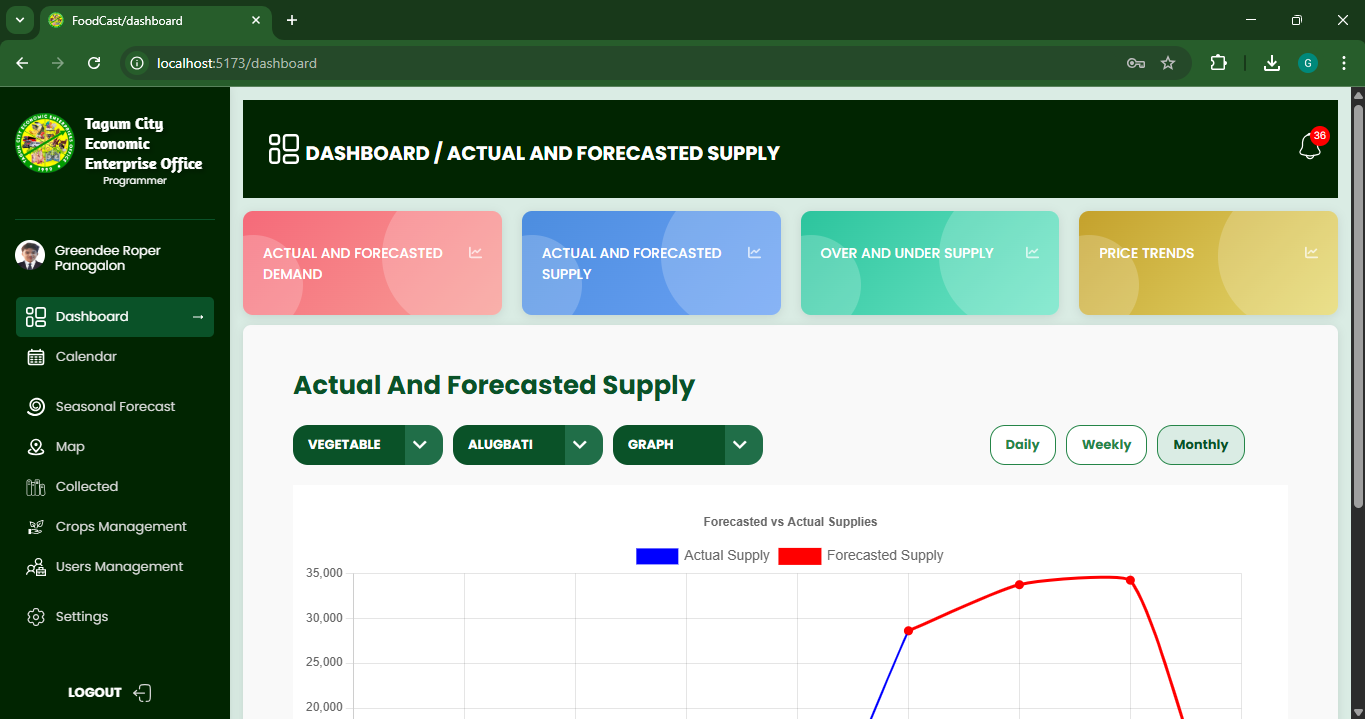 FoodCast/dashboard
localhost:5173/dashboard
G
Tagum City
Economic
Enterprise Office
Programmer
Greendee Roper
Panogalon
Dashboard
Calendar
Seasonal Forecast
Map
Collected
Crops Management
Users Management
Settings
LOGOUT
DASHBOARD / ACTUAL AND FORECASTED SUPPLY
36
ACTUAL AND FORECASTED
DEMAND
ACTUAL AND FORECASTED
SUPPLY
OVER AND UNDER SUPPLY
PRICE TRENDS
Actual And Forecasted Supply
VEGETABLE
ALUGBATI
GRAPH
Daily
Weekly
Monthly
Forecasted vs Actual Supplies
Actual Supply
Forecasted Supply
35,000
30,000
25,000
20,000